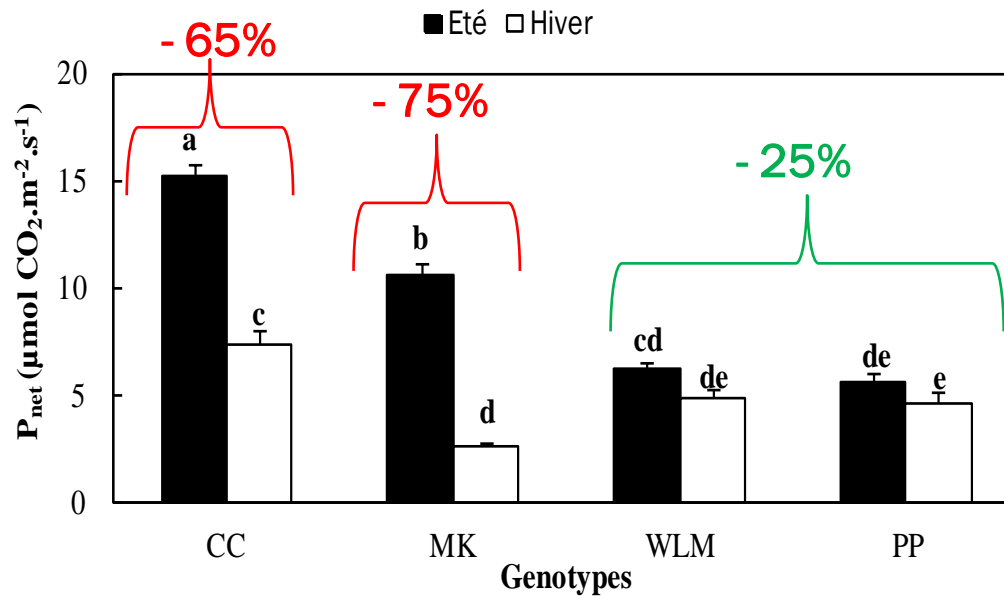 Eté Hiver
- 65%
- 75%
- 25%
P_net (µmol CO₂.m⁻².s⁻¹)
20
15
10
5
0
a
c
b
d
cd
de
de
e
CC MK WLM PP
Genotypes